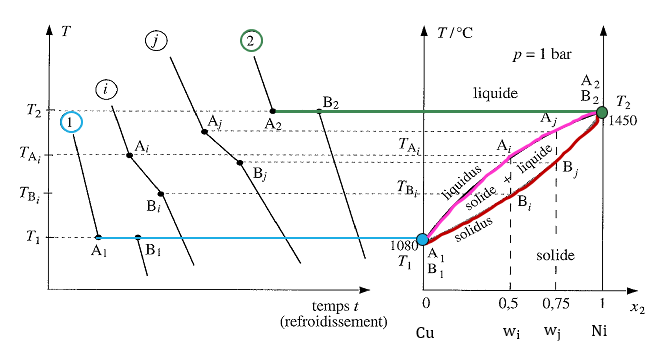 T
T /°C
p = 1 bar
1
i
j
2
liquide
A2
B2
T2
1450
T2
A2
B2
Aj
Bj
TAi
Ai
TBi
Bi
T1
A1
B1
TAi
TBi
Ai
Aj
Bi
Bj
liquidus
solide + liquide
solidus
solide
1080
T1
A1
B1
temps t
(refroidissement)
0
0,5
0,75
1
x2
Cu
wi
wj
Ni